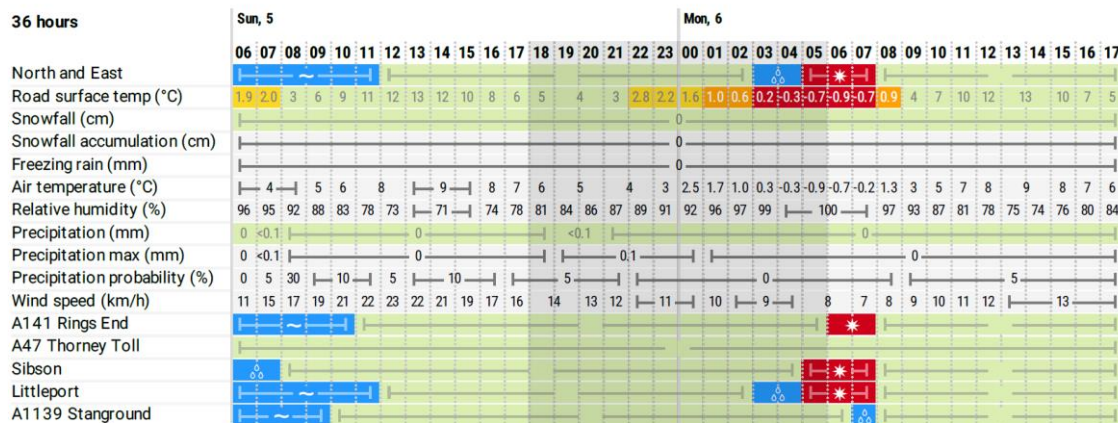 36 hours Sun, 5 Mon, 6
06 07 08 09 10 11 12 13 14 15 16 17 18 19 20 21 22 23 00 01 02 03 04 05 06 07 08 09 10 11 12 13 14 15 16 17
North and East ~
Road surface temp (°C) 1.9 2.0 3 6 9 11 12 13 12 10 8 6 5 4 3 2.8 2.2 1.6 1.0 0.6 0.2 -0.3 -0.7 -0.9 -0.7 0.9 4 7 10 12 13 10 7 5
Snowfall (cm) 0
Snowfall accumulation (cm) 0
Freezing rain (mm) 0
Air temperature (°C) 4 5 6 8 9 8 7 6 5 4 3 2.5 1.7 1.0 0.3 -0.3 -0.9 -0.7 -0.2 1.3 3 5 7 8 9 8 7 6
Relative humidity (%) 96 95 92 88 83 78 73 71 74 78 81 84 86 87 89 91 92 96 97 99 100 97 93 87 81 78 75 74 76 80 84
Precipitation (mm) 0 <0.1 0 <0.1 0
Precipitation max (mm) 0 <0.1 0 0.1 0
Precipitation probability (%) 0 5 30 10 5 10 5 0 5
Wind speed (km/h) 11 15 17 19 21 22 23 22 21 19 17 16 14 13 12 11 10 9 8 7 8 9 10 11 12 13
A141 Rings End ~
A47 Thorney Toll
Sibson
Littleport ~
A1139 Stanground ~